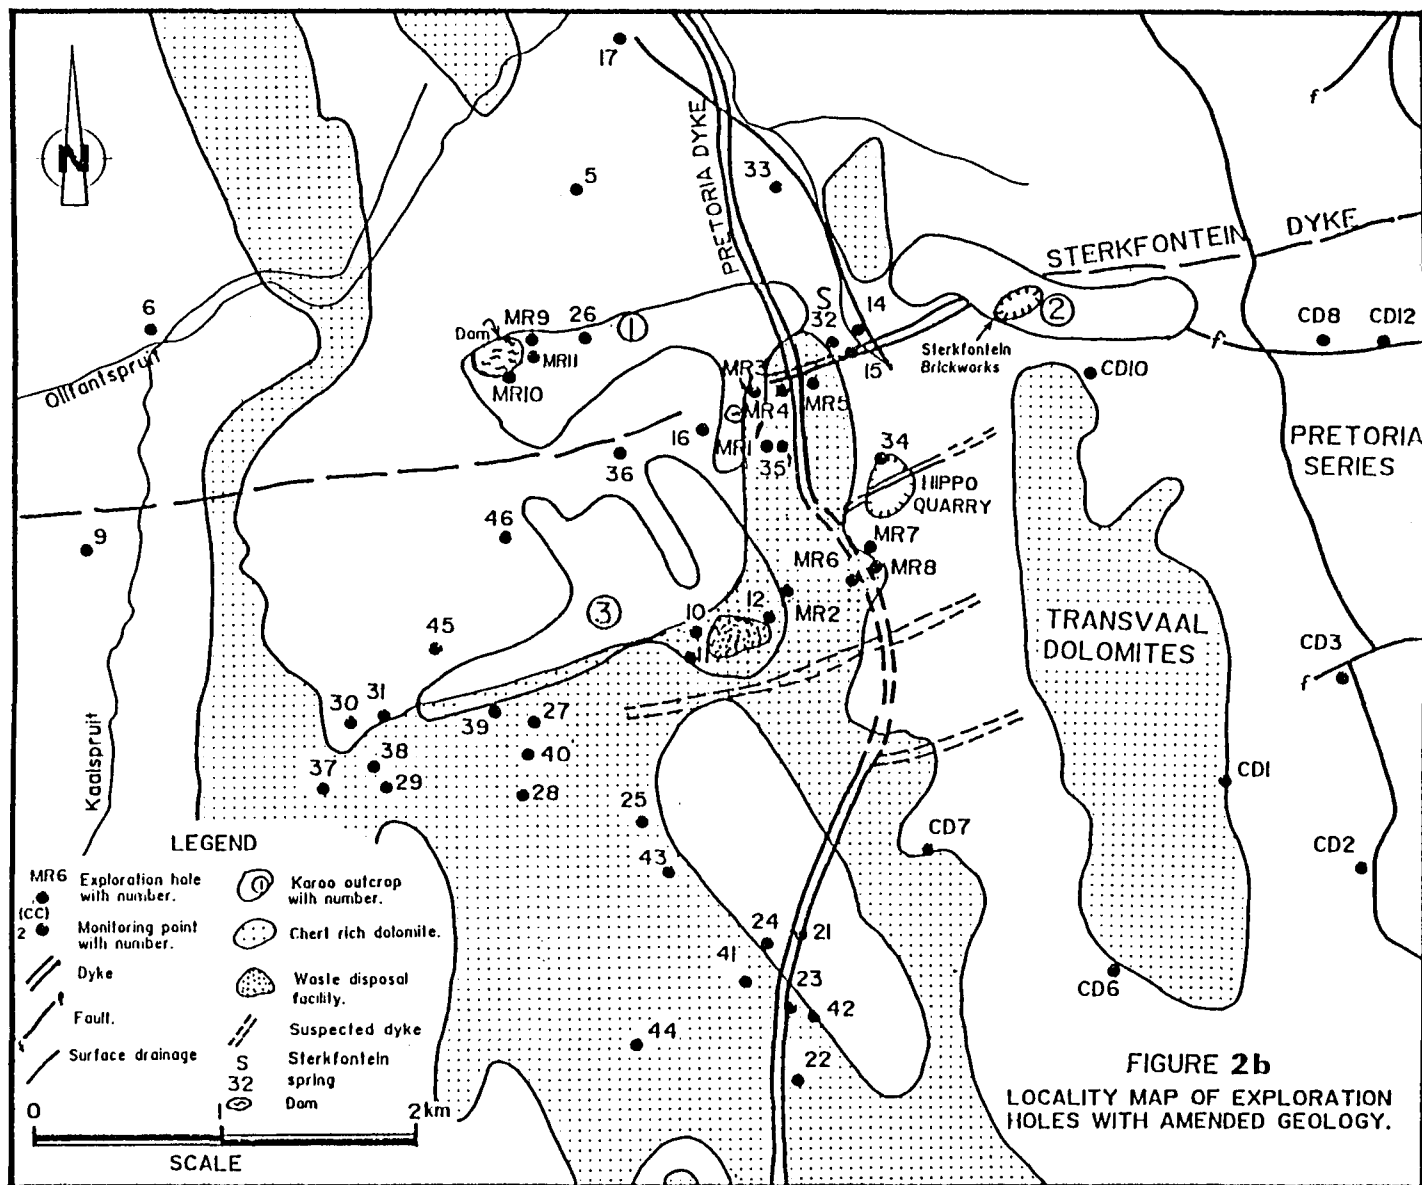 17
f
N
5
33
PRETORIA DYKE
STERKFONTEIN DYKE
6
S
14
MR9
26
1
32
2
CD8
CD12
Dam
MR11
Sterkfontein
Brickworks
15
CD10
Olifantspruit
MR10
MR3
MR4
MR5
f
16
MR1
35
34
PRETORIA
SERIES
36
HIPPO
QUARRY
9
46
MR7
MR6
MR8
12
MR2
3
10
11
TRANSVAAL
DOLOMITES
45
CD3
f
30
31
39
27
38
40
37
29
28
CD1
Kaalspruit
25
CD7
43
CD2
24
21
41
23
42
CD6
44
22
LEGEND
MR6 Exploration hole
with number.
1 Karoo outcrop
with number.
(CC)
2 Monitoring point
with number.
Chert rich dolomite.
Dyke
Waste disposal
facility.
f
Fault.
Suspected dyke
Surface drainage
S Sterkfontein
32 spring
Dam
0 1 2km
SCALE
FIGURE 2b
LOCALITY MAP OF EXPLORATION
HOLES WITH AMENDED GEOLOGY.